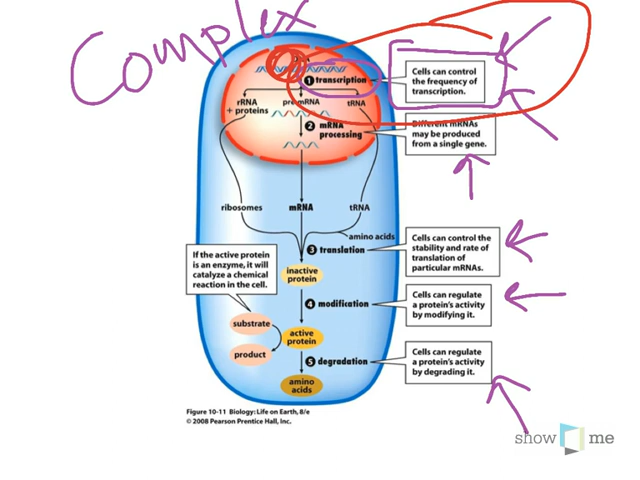 Complex
1 transcription
Cells can control
the frequency of
transcription.
rRNA
+ proteins
pre-mRNA
tRNA
2 mRNA
processing
Different mRNAs
may be produced
from a single gene.
ribosomes
mRNA
tRNA
amino acids
3 translation
Cells can control the
stability and rate of
translation of
particular mRNAs.
If the active protein
is an enzyme, it will
catalyze a chemical
reaction in the cell.
inactive
protein
4 modification
Cells can regulate
a protein's activity
by modifying it.
substrate
product
active
protein
5 degradation
Cells can regulate
a protein's activity
by degrading it.
amino
acids
Figure 10-11 Biology: Life on Earth, 8/e
© 2008 Pearson Prentice Hall, Inc.
show me